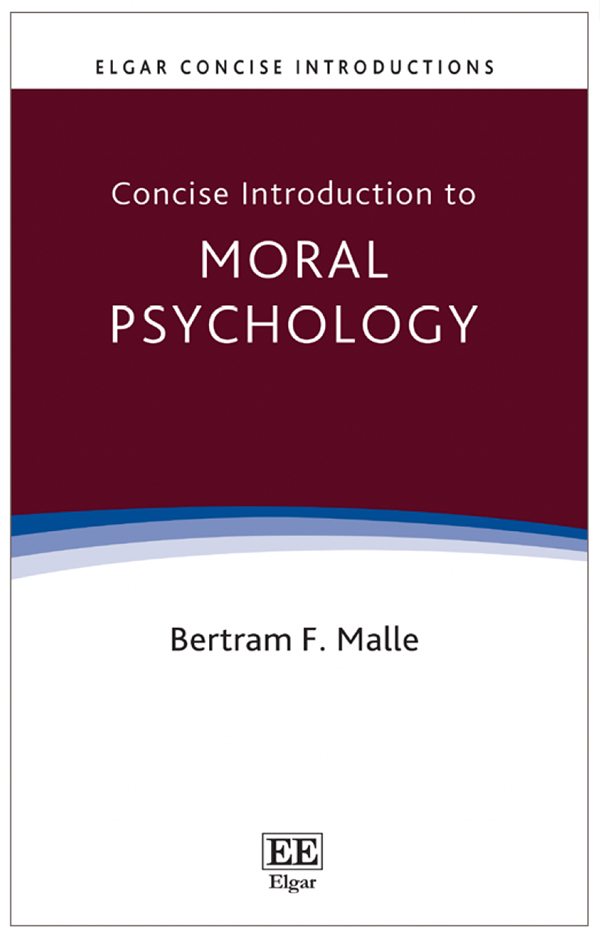 ELGAR CONCISE INTRODUCTIONS
Concise Introduction to
MORAL
PSYCHOLOGY
Bertram F. Malle
EE
Elgar